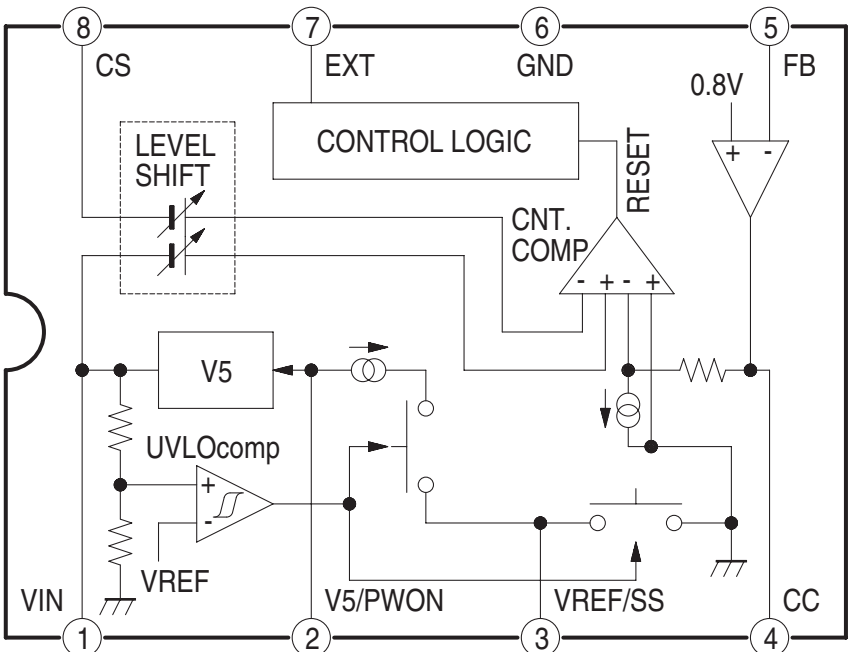 8 7 6 5
CS EXT GND FB
0.8V
LEVEL
SHIFT
CONTROL LOGIC
RESET
+ -
CNT.
COMP
- + - +
V5
UVLOcomp
+
-
VREF
VIN V5/PWON VREF/SS CC
1 2 3 4